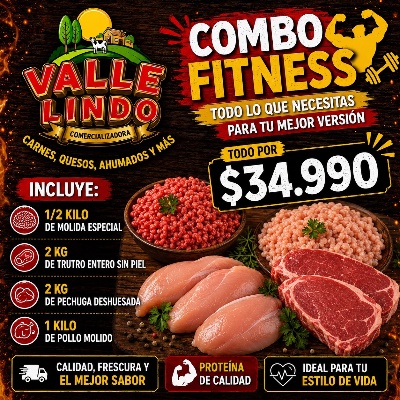 VALLE
LINDO
COMERCIALIZADORA
CARNES, QUESOS, AHUMADOS Y MÁS
COMBO
FITNESS
TODO LO QUE NECESITAS
PARA TU MEJOR VERSIÓN
TODO POR
$34.990
INCLUYE:
1/2 KILO
DE MOLIDA ESPECIAL
2 KG
DE TRUTRO ENTERO SIN PIEL
2 KG
DE PECHUGA DESHUESADA
1 KILO
DE POLLO MOLIDO
CALIDAD, FRESCURA Y
EL MEJOR SABOR
PROTEÍNA
DE CALIDAD
IDEAL PARA TU
ESTILO DE VIDA